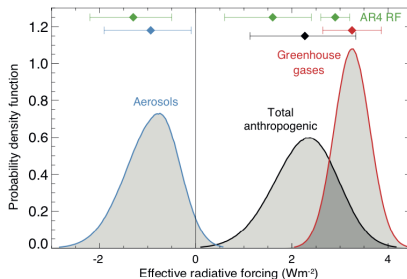 1.2
1.0
0.8
0.6
0.4
0.2
0.0
Probability density function
AR4 RF
Greenhouse
gases
Aerosols
Total
anthropogenic
-2
0
2
4
Effective radiative forcing (Wm-2)